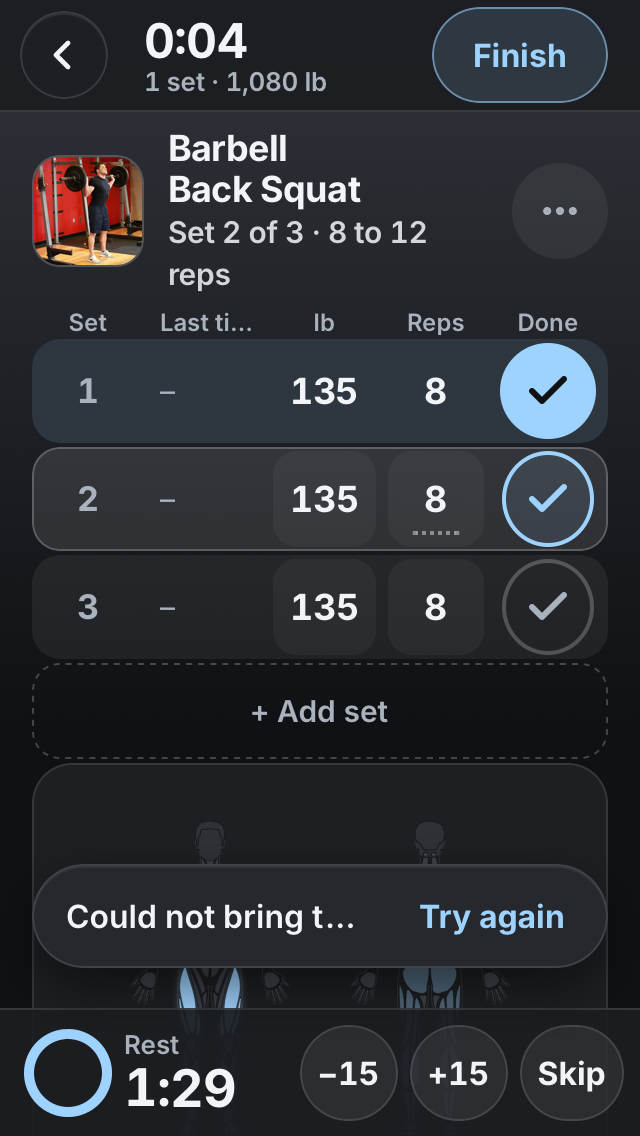 0:04
1 set · 1,080 lb
Finish
Barbell
Back Squat
Set 2 of 3 · 8 to 12
reps
Set Last ti... lb Reps Done
1 – 135 8
2 – 135 8
3 – 135 8
+ Add set
Could not bring t... Try again
Rest
1:29
−15 +15 Skip